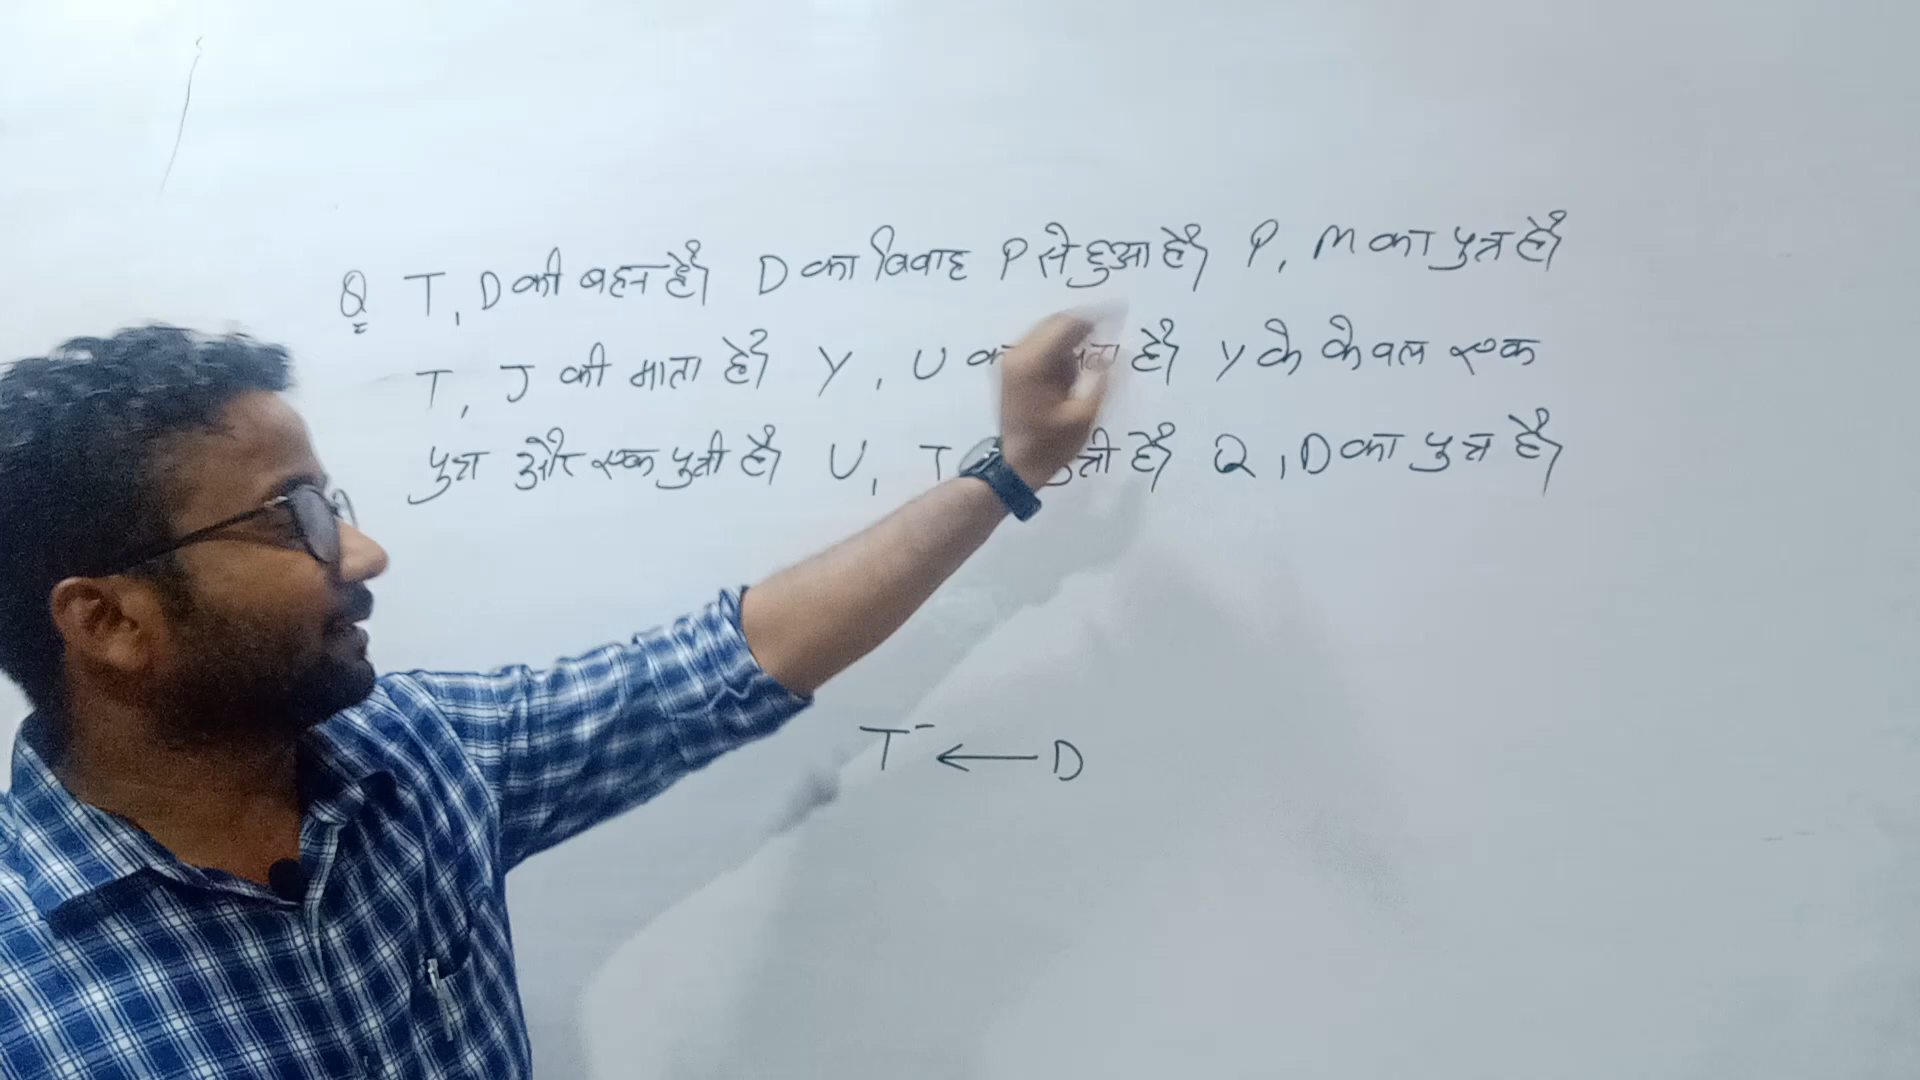 Q T, D की बहन है। D का विवाह P से हुआ है। P, M का पुत्र है।
T, J की माता है। Y, U है। Y के केवल एक
पुत्र और एक पुत्री है। U, T है। Q, D का पुत्र है।
T⁻ ← D